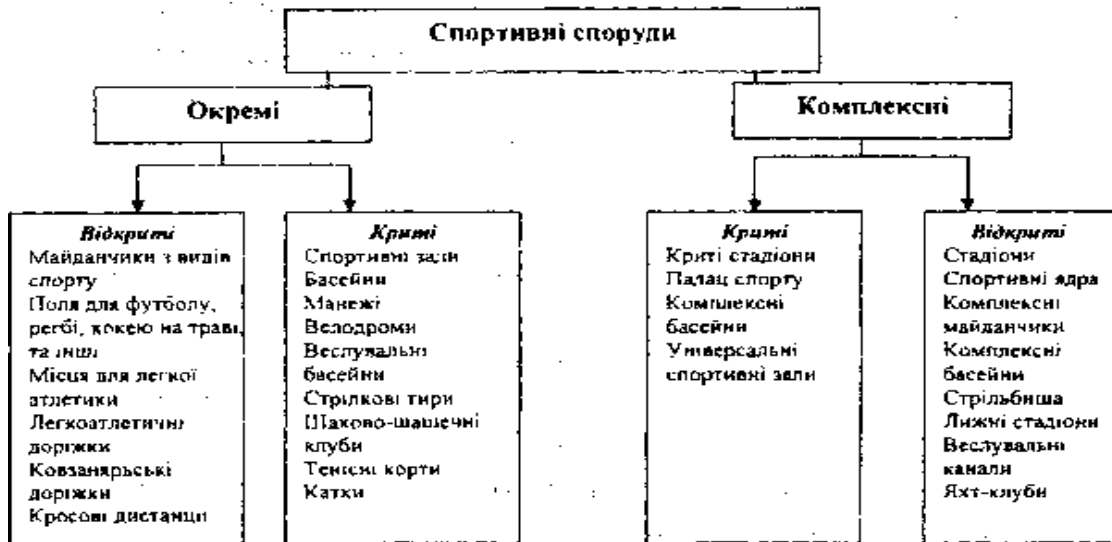 Спортивні споруди
Окремі
Комплексні
Відкриті
Майданчики з видів
спорту
Поля для футболу,
регбі, хокею на траві,
та інші
Місця для легкої
атлетики
Легкоатлетичні
доріжки
Ковзанярські
доріжки
Кросові дистанції
Криті
Спортивні зали
Басейни
Манежі
Велодроми
Веслувальні
басейни
Стрілкові тири
Шахово-шашечні
клуби
Тенісні корти
Катки
Криті
Криті стадіони
Палац спорту
Комплексні
басейни
Універсальні
спортивні зали
Відкриті
Стадіони
Спортивні ядра
Комплексні
майданчики
Комплексні
басейни
Стрільбища
Лижні стадіони
Веслувальні
канали
Яхт-клуби